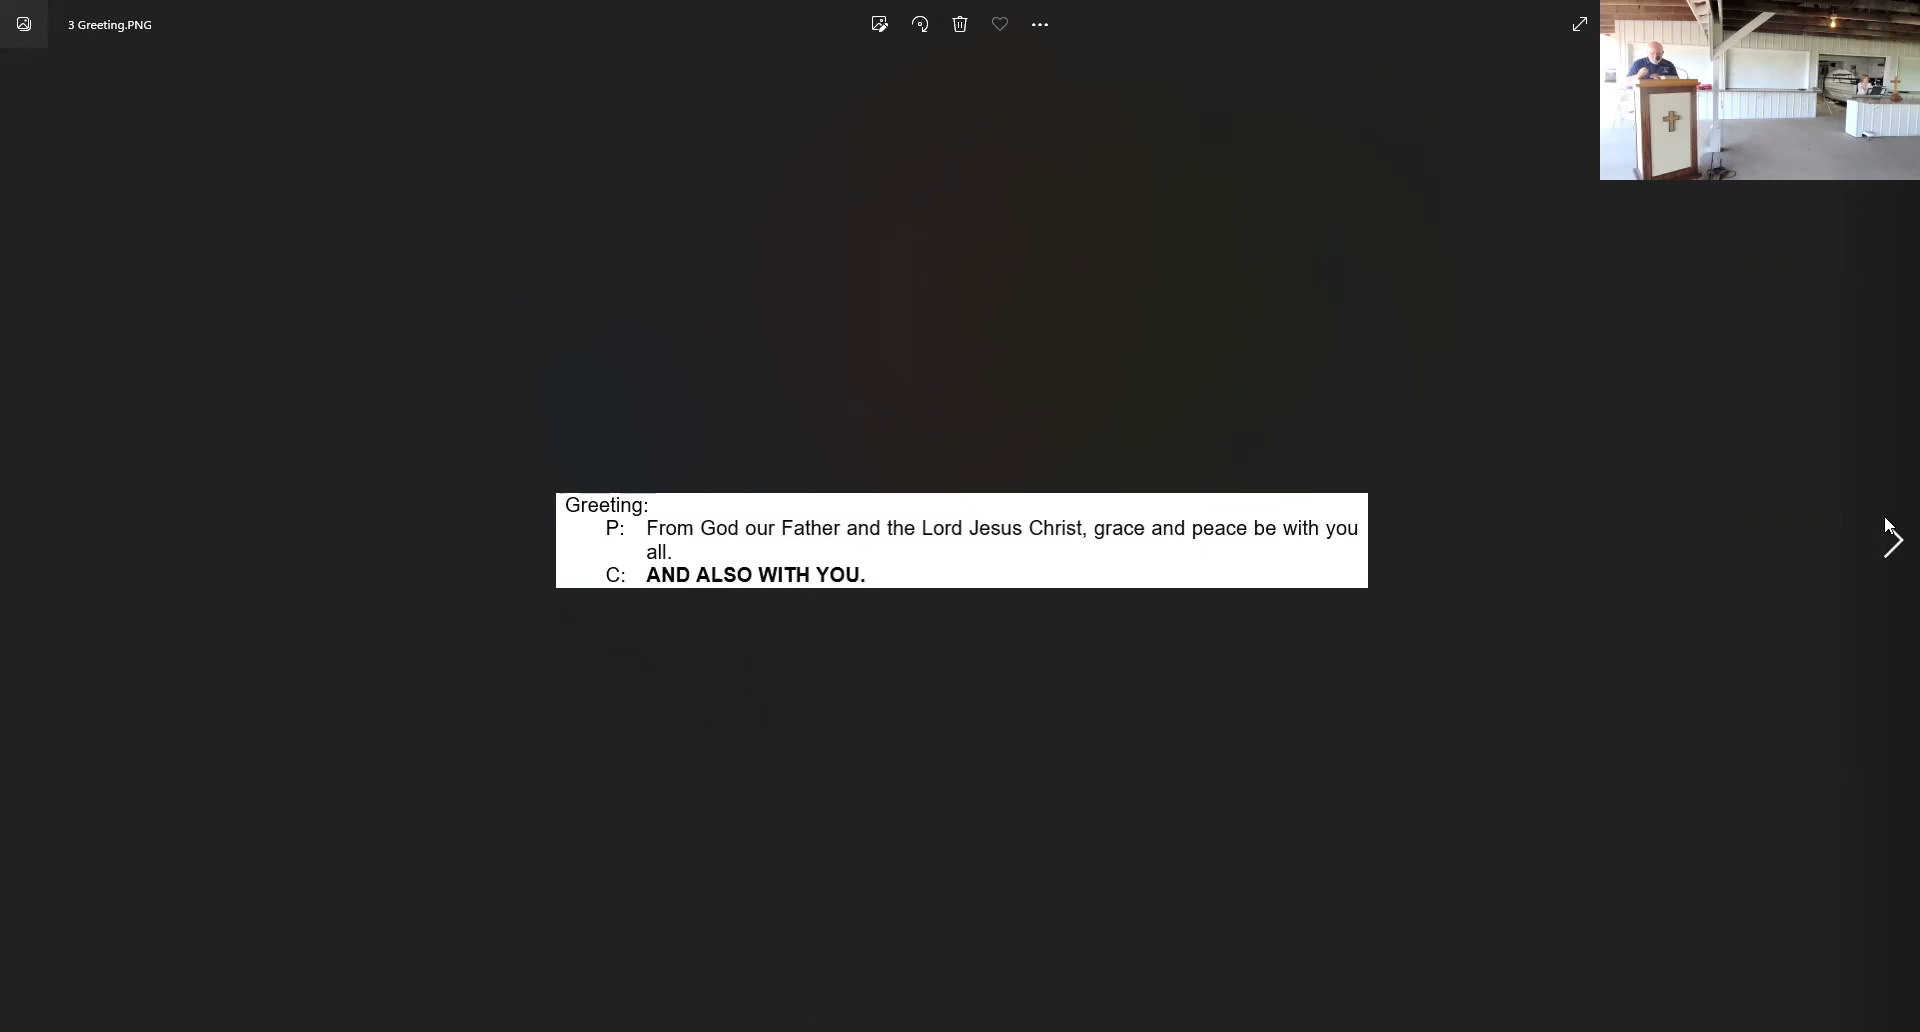 3 Greeting.PNG
Greeting:
P: From God our Father and the Lord Jesus Christ, grace and peace be with you
all.
C: AND ALSO WITH YOU.